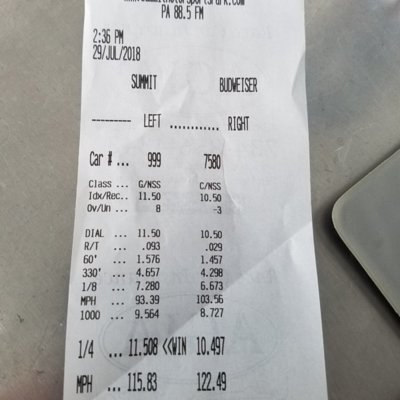 PA 88.5 FM
2:36 PM
29/JUL/2018
SUMMIT BUDWEISER
--------- LEFT ............ RIGHT
Car # ... 999 7580
Class ... G/NSS C/NSS
Idx/Rec.. 11.50 10.50
Ov/Un ... 8 -3
DIAL ... 11.50 10.50
R/T ... .093 .029
60' ... 1.576 1.457
330' ... 4.657 4.298
1/8 ... 7.280 6.673
MPH ... 93.39 103.56
1000 ... 9.564 8.727
1/4 ... 11.508 <<WIN 10.497
MPH ... 115.83 122.49